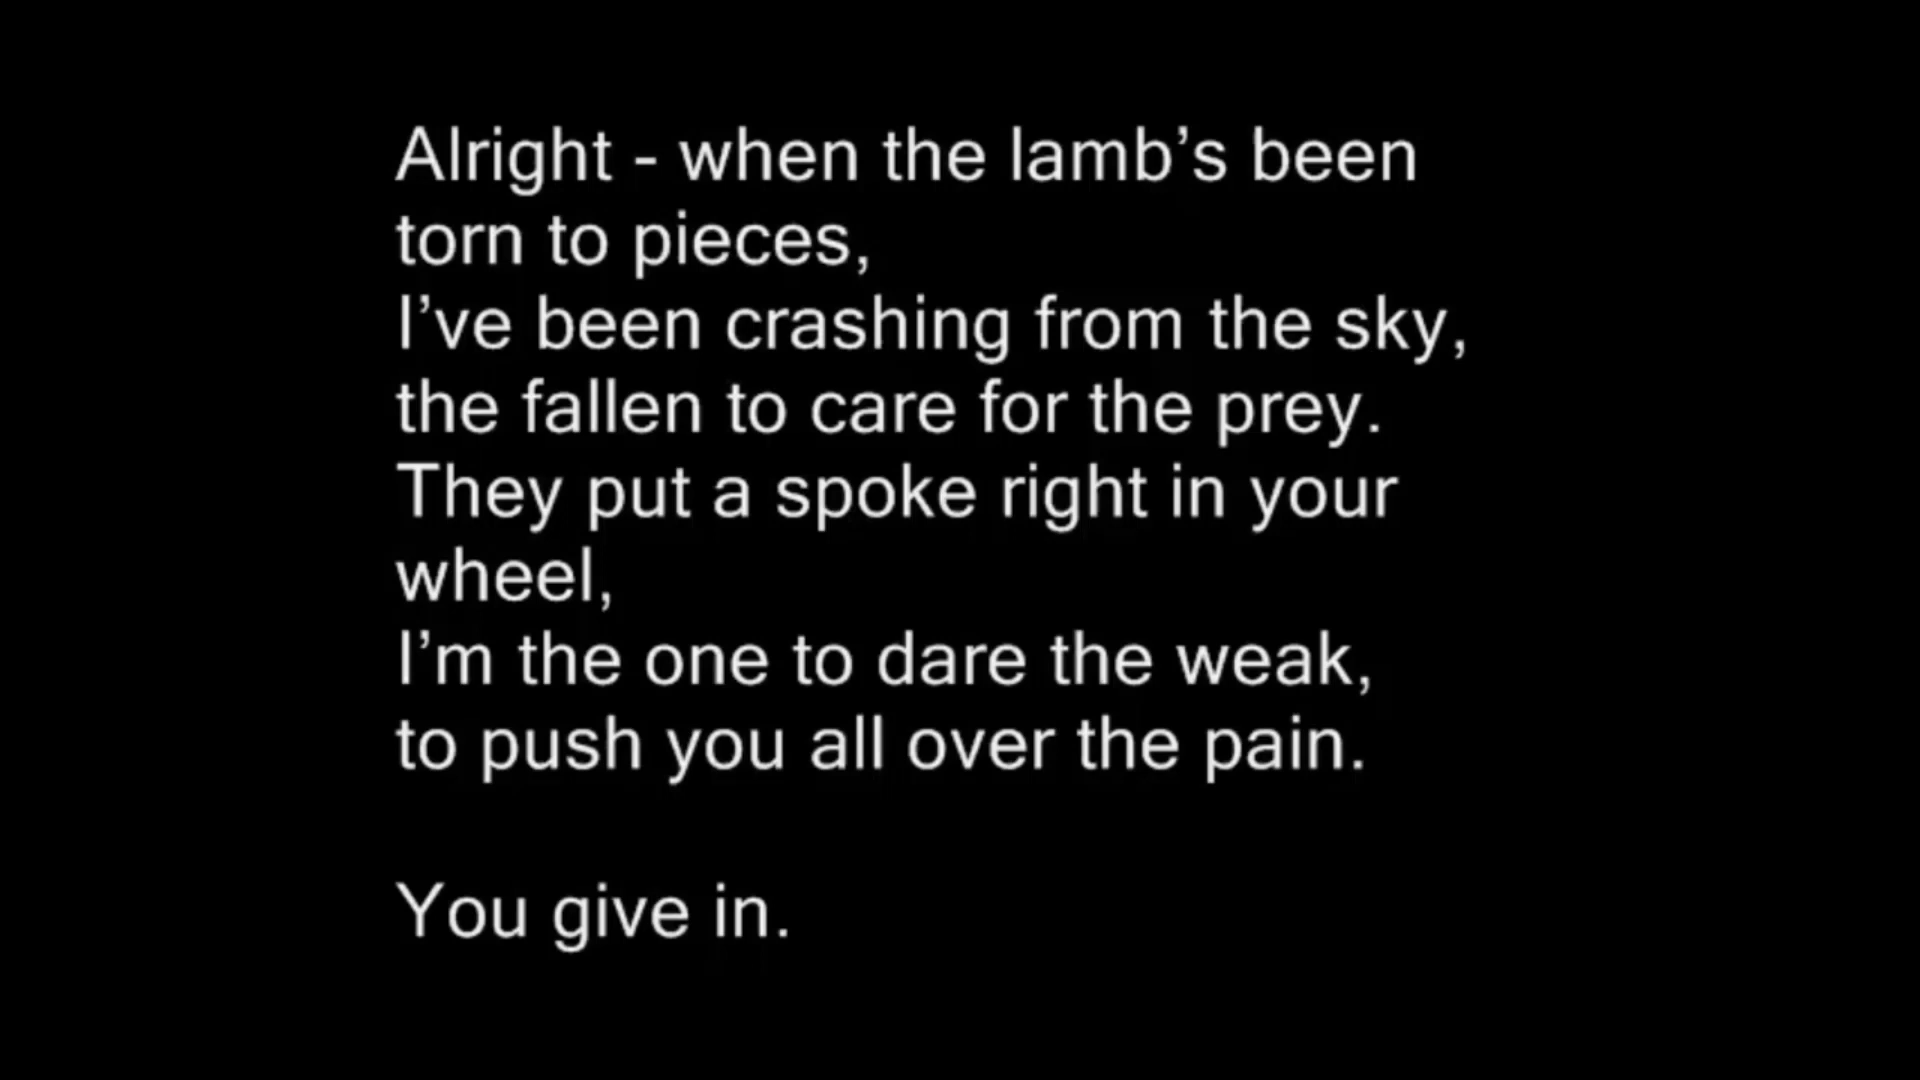 Alright - when the lamb’s been
torn to pieces,
I’ve been crashing from the sky,
the fallen to care for the prey.
They put a spoke right in your
wheel,
I’m the one to dare the weak,
to push you all over the pain.
You give in.